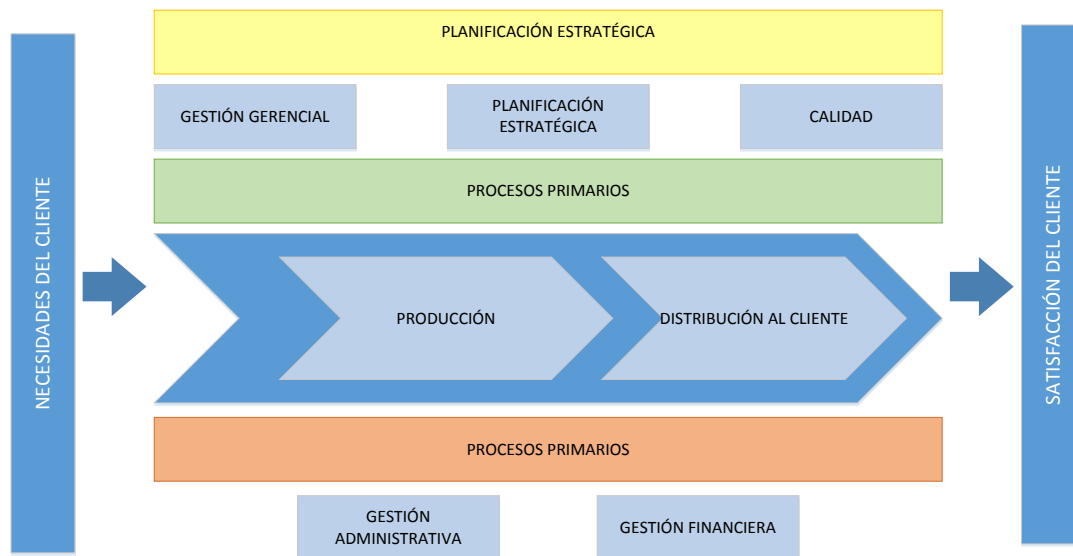 PLANIFICACIÓN ESTRATÉGICA
GESTIÓN GERENCIAL
PLANIFICACIÓN
ESTRATÉGICA
CALIDAD
PROCESOS PRIMARIOS
NECESIDADES DEL CLIENTE
PRODUCCIÓN
DISTRIBUCIÓN AL CLIENTE
SATISFACCIÓN DEL CLIENTE
PROCESOS PRIMARIOS
GESTIÓN
ADMINISTRATIVA
GESTIÓN FINANCIERA